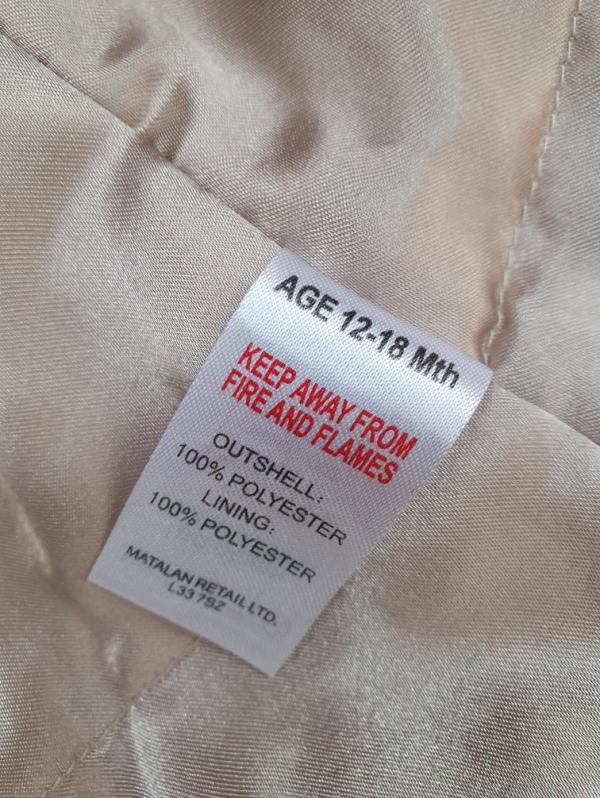 AGE 12-18 Mth
KEEP AWAY FROM
FIRE AND FLAMES
OUTSHELL:
100% POLYESTER
LINING:
100% POLYESTER
MATALAN RETAIL LTD.
L33 7SZ